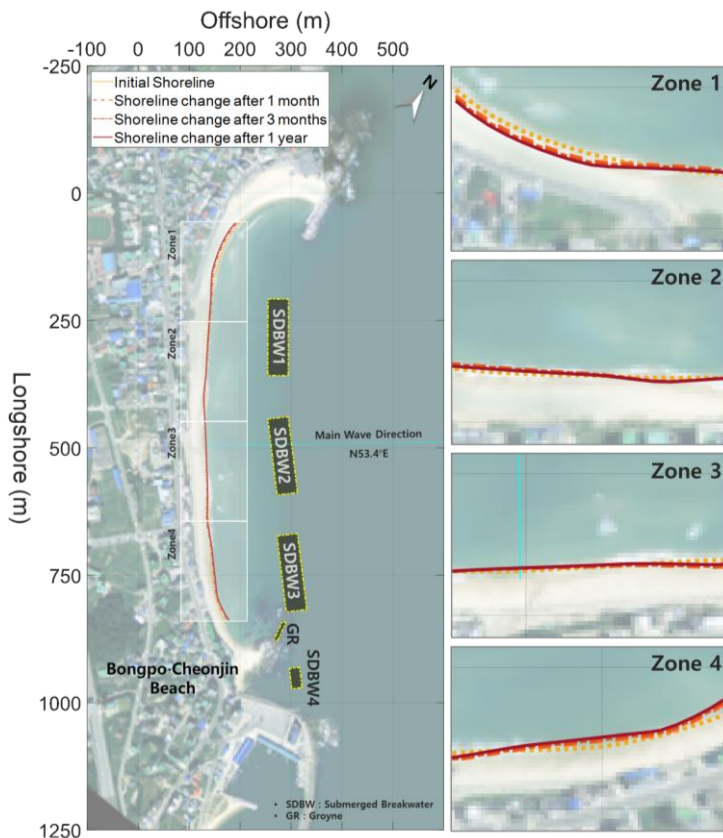 Offshore (m)
-100 0 100 200 300 400 500
Longshore (m)
-250
0
250
500
750
1000
1250
Initial Shoreline
Shoreline change after 1 month
Shoreline change after 3 months
Shoreline change after 1 year
N
Zone1
Zone2
Zone3
Zone4
SDBW1
SDBW2
SDBW3
GR
SDBW4
Main Wave Direction
N53.4°E
Bongpo·Cheonjin
Beach
• SDBW : Submerged Breakwater
• GR : Groyne
Zone 1
Zone 2
Zone 3
Zone 4